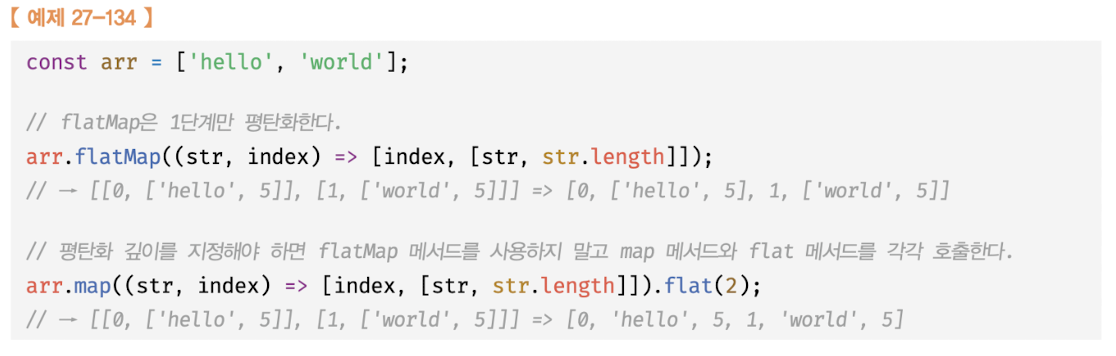 【 예제 27-134 】
const arr = ['hello', 'world'];
// flatMap은 1단계만 평탄화한다.
arr.flatMap((str, index) => [index, [str, str.length]]);
// → [[0, ['hello', 5]], [1, ['world', 5]]] => [0, ['hello', 5], 1, ['world', 5]]
// 평탄화 깊이를 지정해야 하면 flatMap 메서드를 사용하지 말고 map 메서드와 flat 메서드를 각각 호출한다.
arr.map((str, index) => [index, [str, str.length]]).flat(2);
// → [[0, ['hello', 5]], [1, ['world', 5]]] => [0, 'hello', 5, 1, 'world', 5]